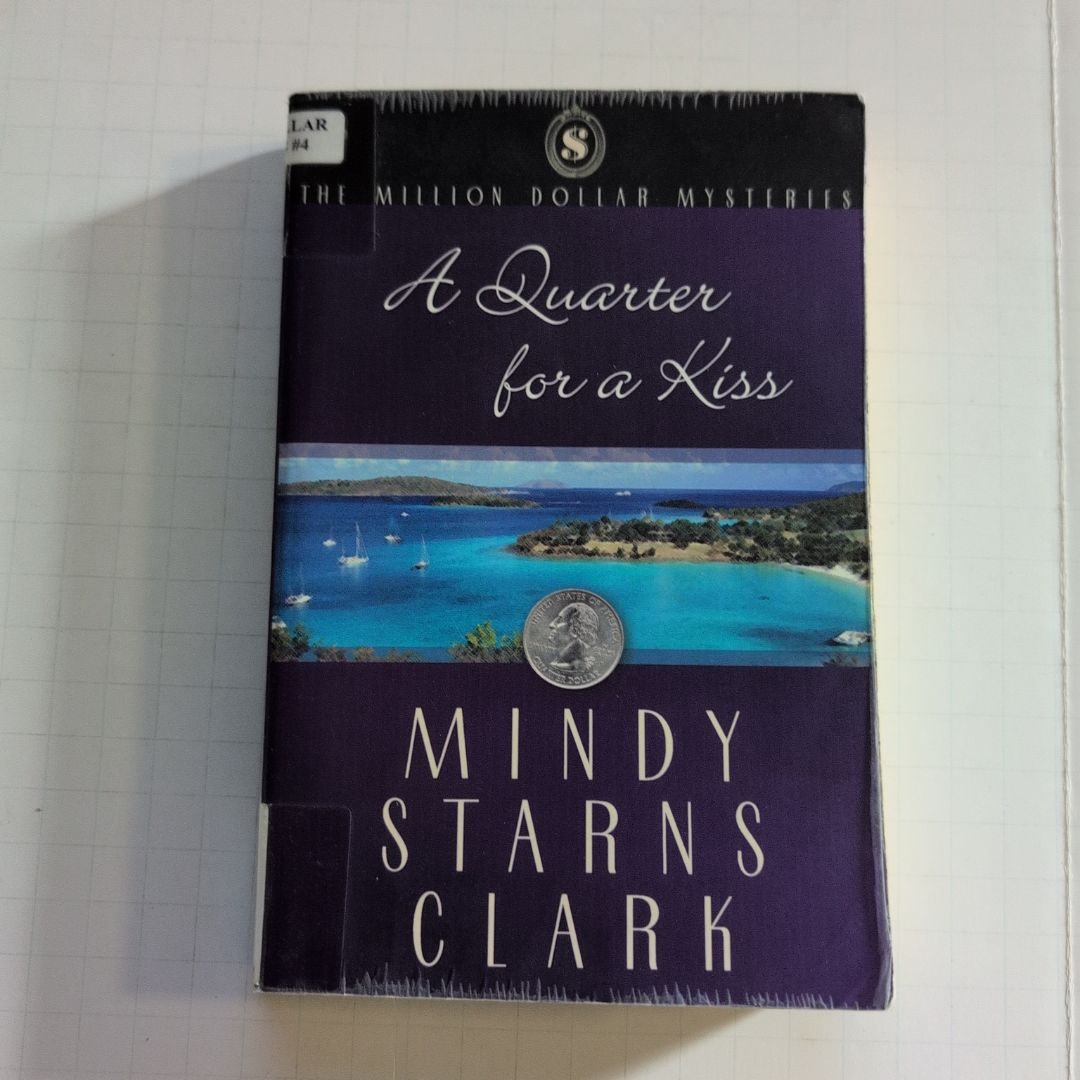 LAR
#4
$
THE MILLION DOLLAR MYSTERIES
A Quarter
for a Kiss
UNITED STATES OF AMERICA
QUARTER DOLLAR
MINDY
STARNS
CLARK